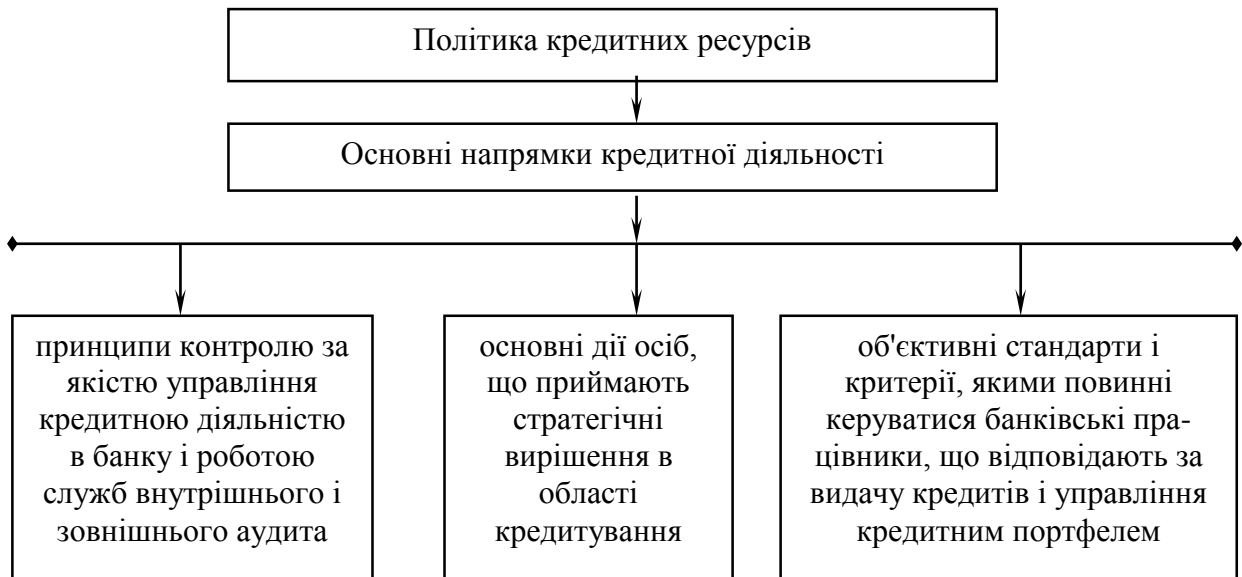 Політика кредитних ресурсів
Основні напрямки кредитної діяльності
принципи контролю за
якістю управління
кредитною діяльністю
в банку і роботою
служб внутрішнього і
зовнішнього аудита
основні дії осіб,
що приймають
стратегічні
вирішення в
області
кредитування
об'єктивні стандарти і
критерії, якими повинні
керуватися банківські пра-
цівники, що відповідають за
видачу кредитів і управління
кредитним портфелем